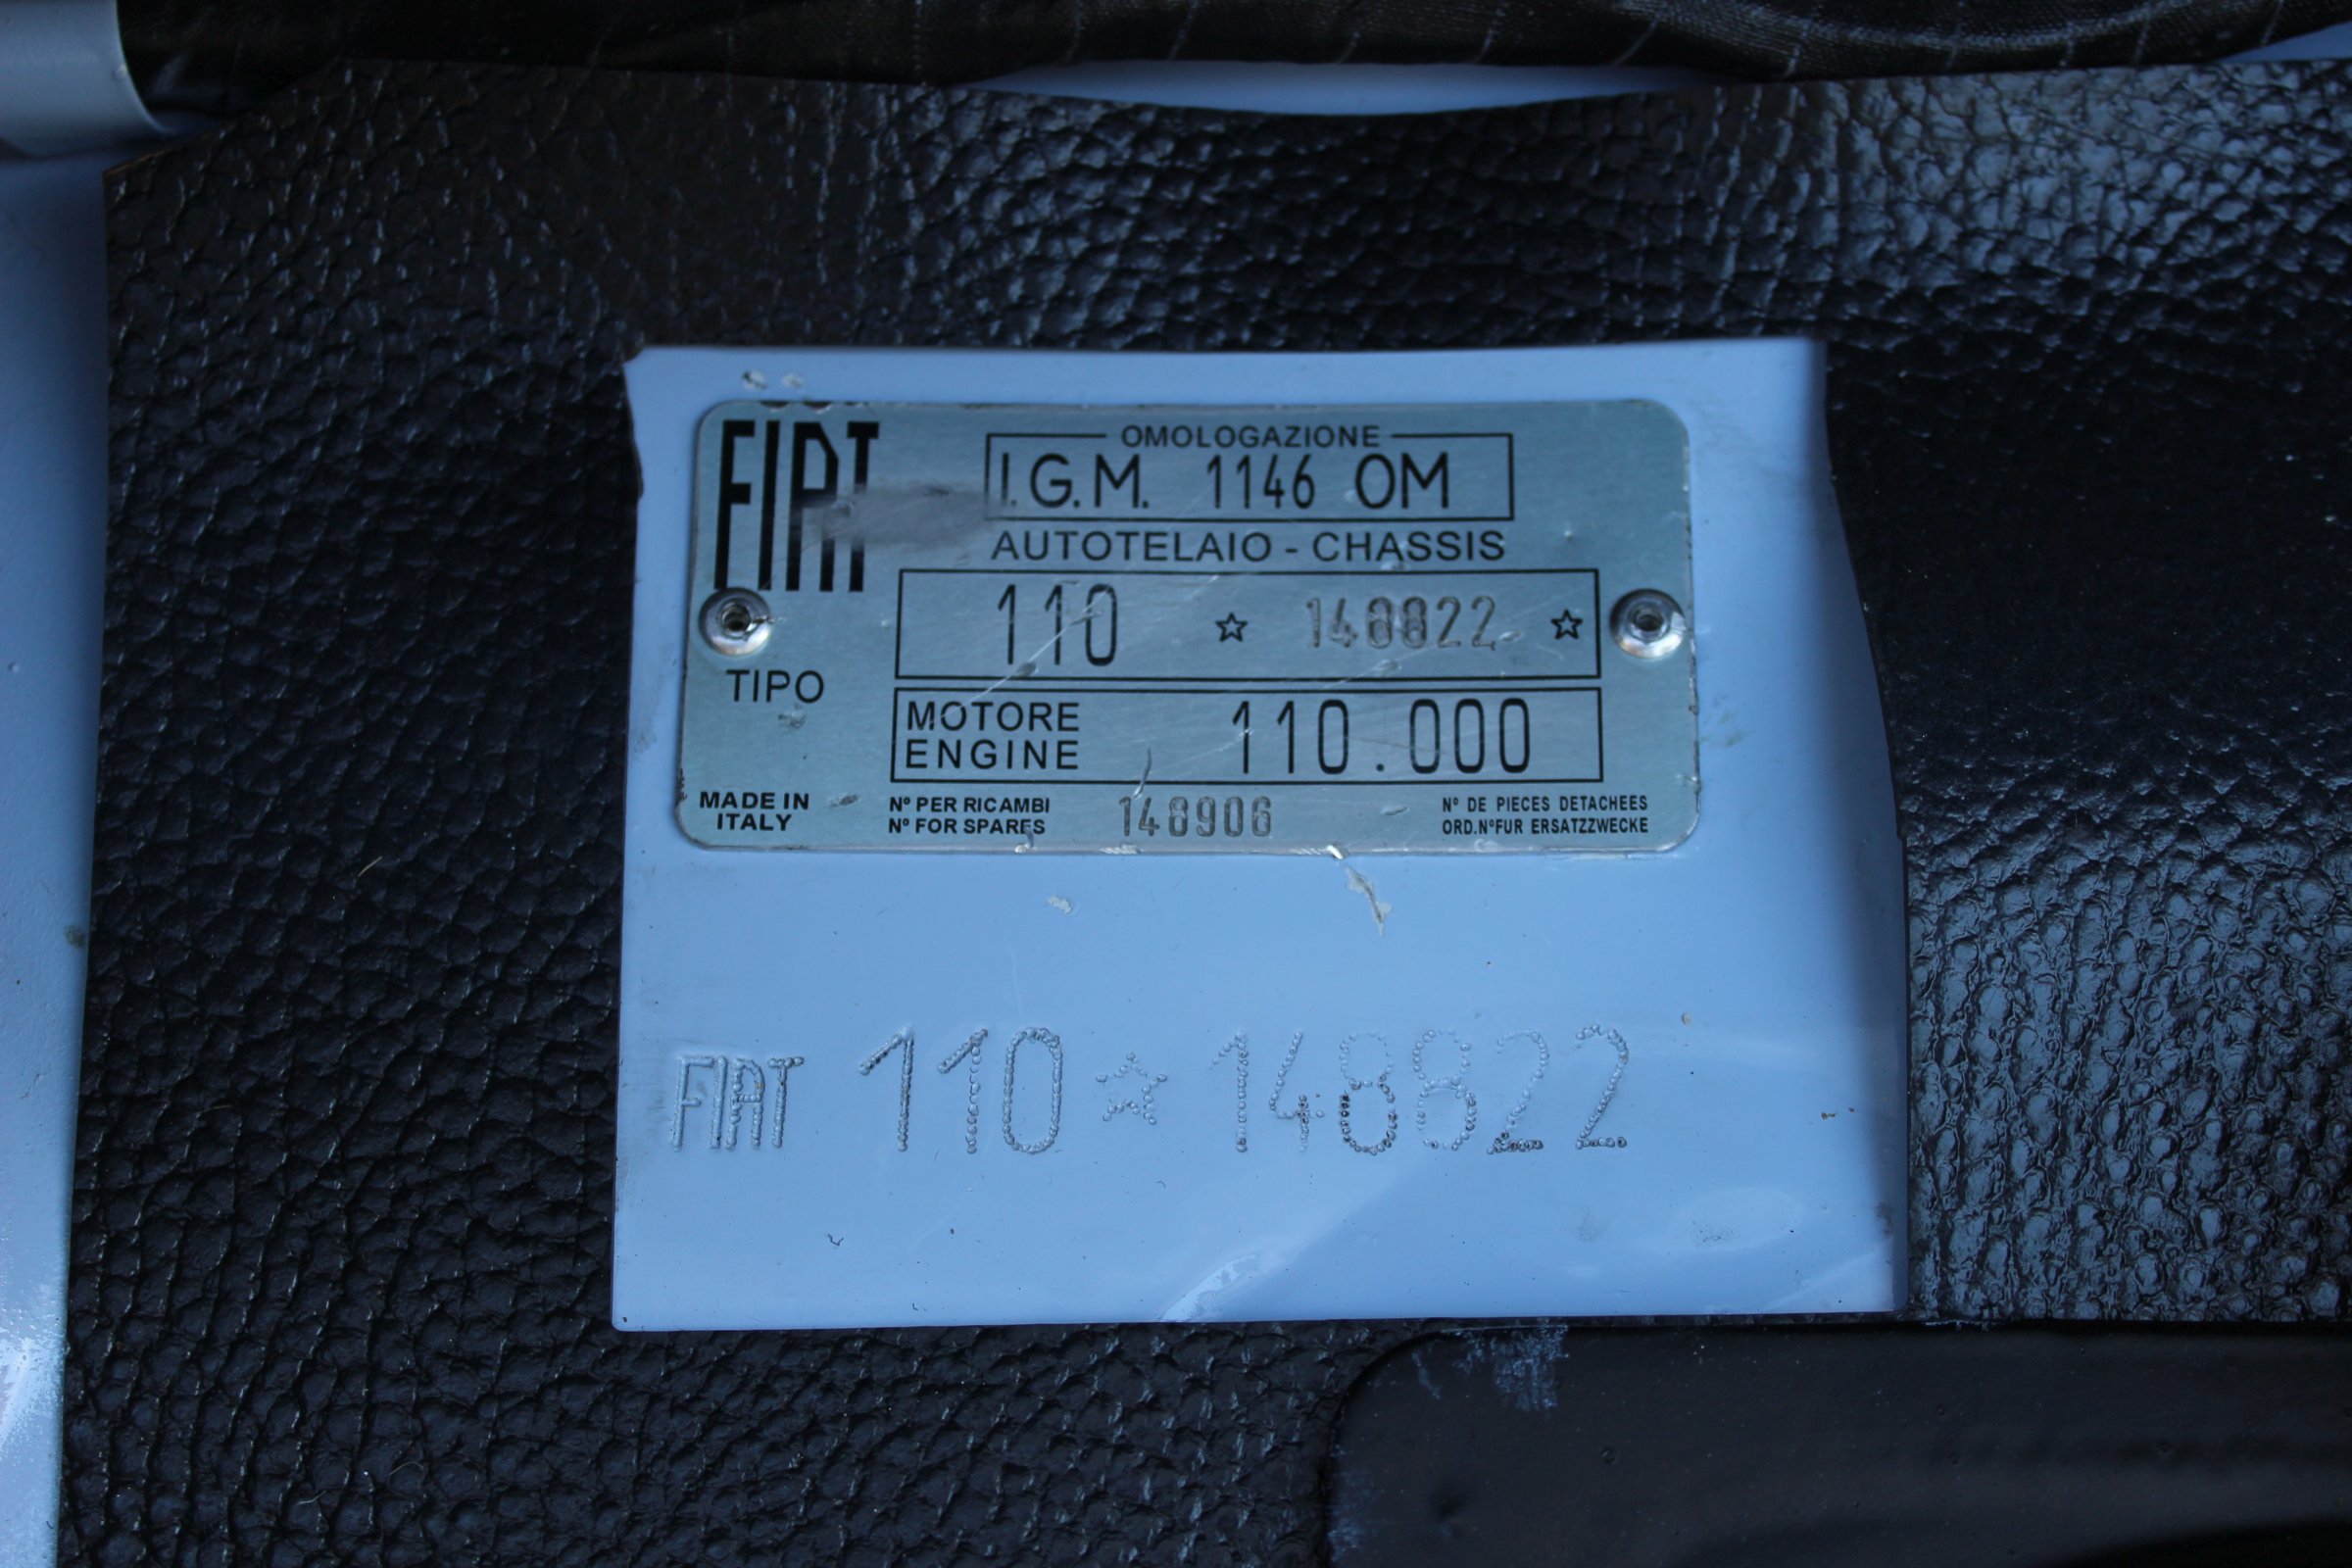 FIAT
OMOLOGAZIONE
I.G.M. 1146 OM
AUTOTELAIO - CHASSIS
110 ☆ 148822 ☆
TIPO
MOTORE
ENGINE
110.000
MADE IN
ITALY
Nº PER RICAMBI
Nº FOR SPARES
148906
Nº DE PIECES DETACHEES
ORD.NºFUR ERSATZZWECKE
FIAT 110 ☆ 148822